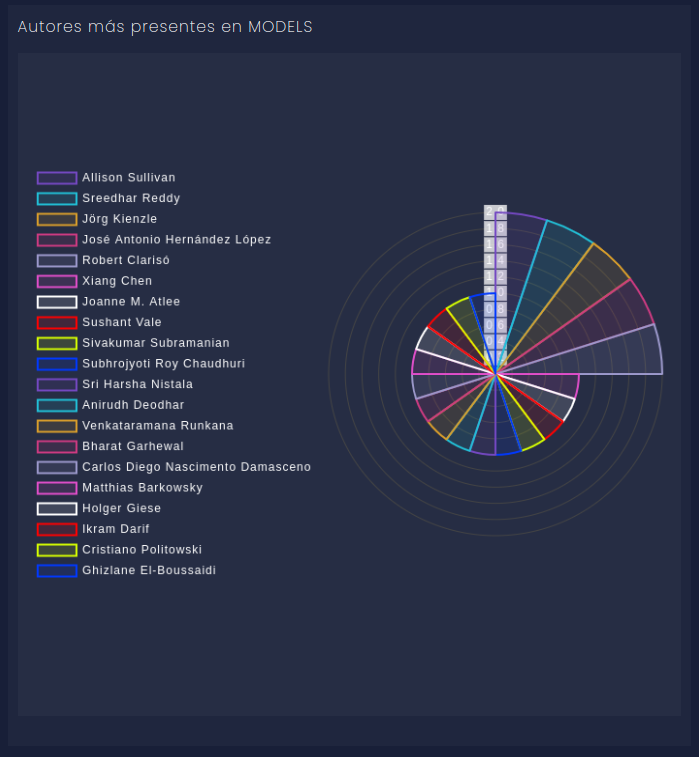 Autores más presentes en MODELS
Allison Sullivan
Sreedhar Reddy
Jörg Kienzle
José Antonio Hernández López
Robert Clarisó
Xiang Chen
Joanne M. Atlee
Sushant Vale
Sivakumar Subramanian
Subhrojyoti Roy Chaudhuri
Sri Harsha Nistala
Anirudh Deodhar
Venkataramana Runkana
Bharat Garhewal
Carlos Diego Nascimento Damasceno
Matthias Barkowsky
Holger Giese
Ikram Darif
Cristiano Politowski
Ghizlane El-Boussaidi